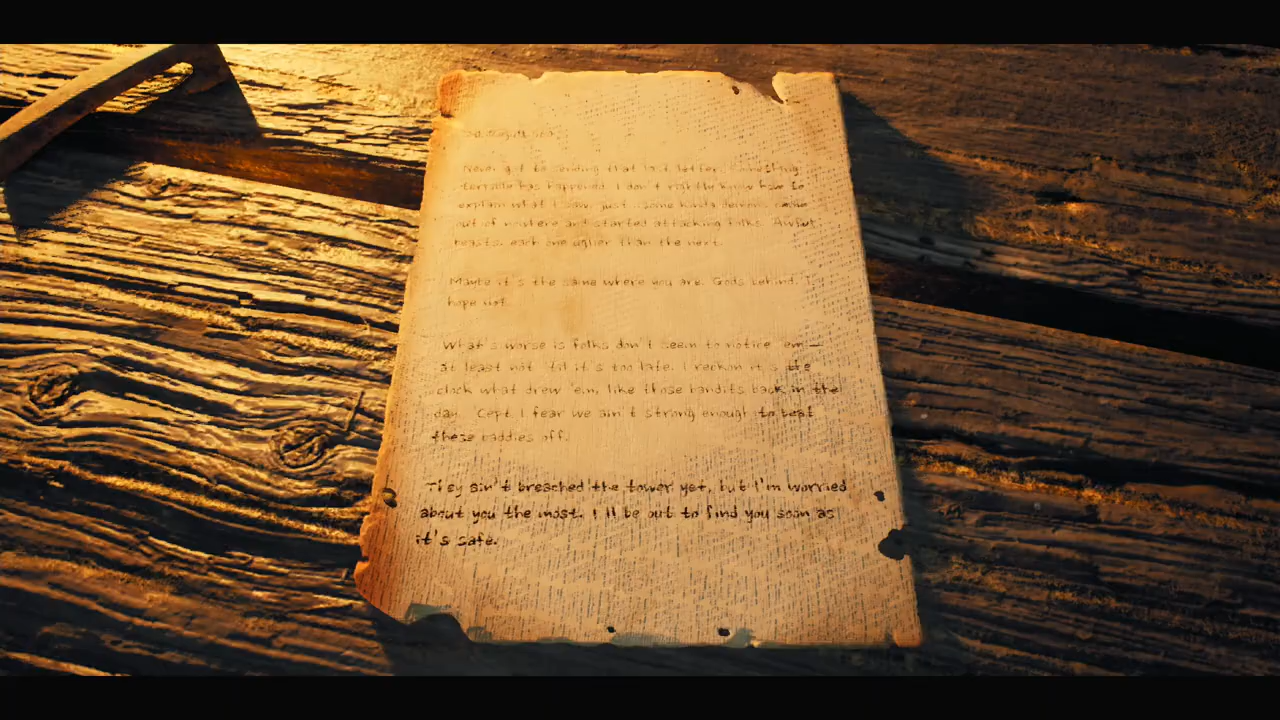 Never got to sending that last letter. Something
terrible has happened. I don't rightly know how to
explain what I saw, just some kinda demons came
out of nowhere and started attacking folks. Awful
beasts, each one uglier than the next.
Maybe it's the same where you are. Gods behind, I
hope not.
What's worse is folks don't seem to notice 'em—
at least not 'til it's too late. I reckon it's the
clock what drew 'em, like those bandits back in the
day. 'Cept I fear we ain't strong enough to beat
these baddies off.
They ain't breached the tower yet, but I'm worried
about you the most. I'll be out to find you soon as
it's safe.